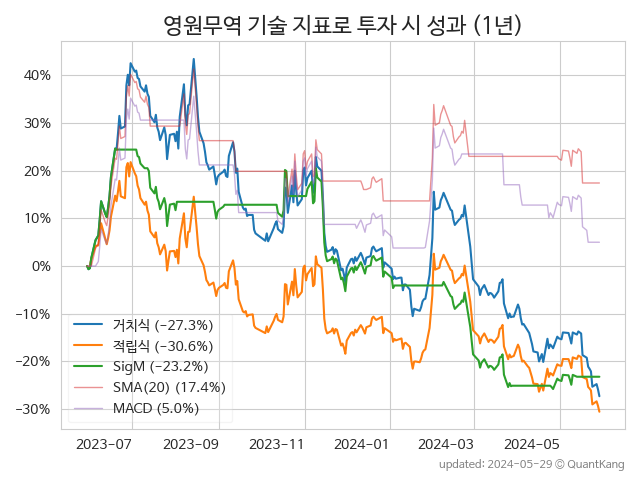 영원무역 기술 지표로 투자 시 성과 (1년)
40%
30%
20%
10%
0%
−10%
−20%
−30%
거치식 (−27.3%)
적립식 (−30.6%)
SigM (−23.2%)
SMA(20) (17.4%)
MACD (5.0%)
2023−07 2023−09 2023−11 2024−01 2024−03 2024−05
updated: 2024−05−29 © QuantKang